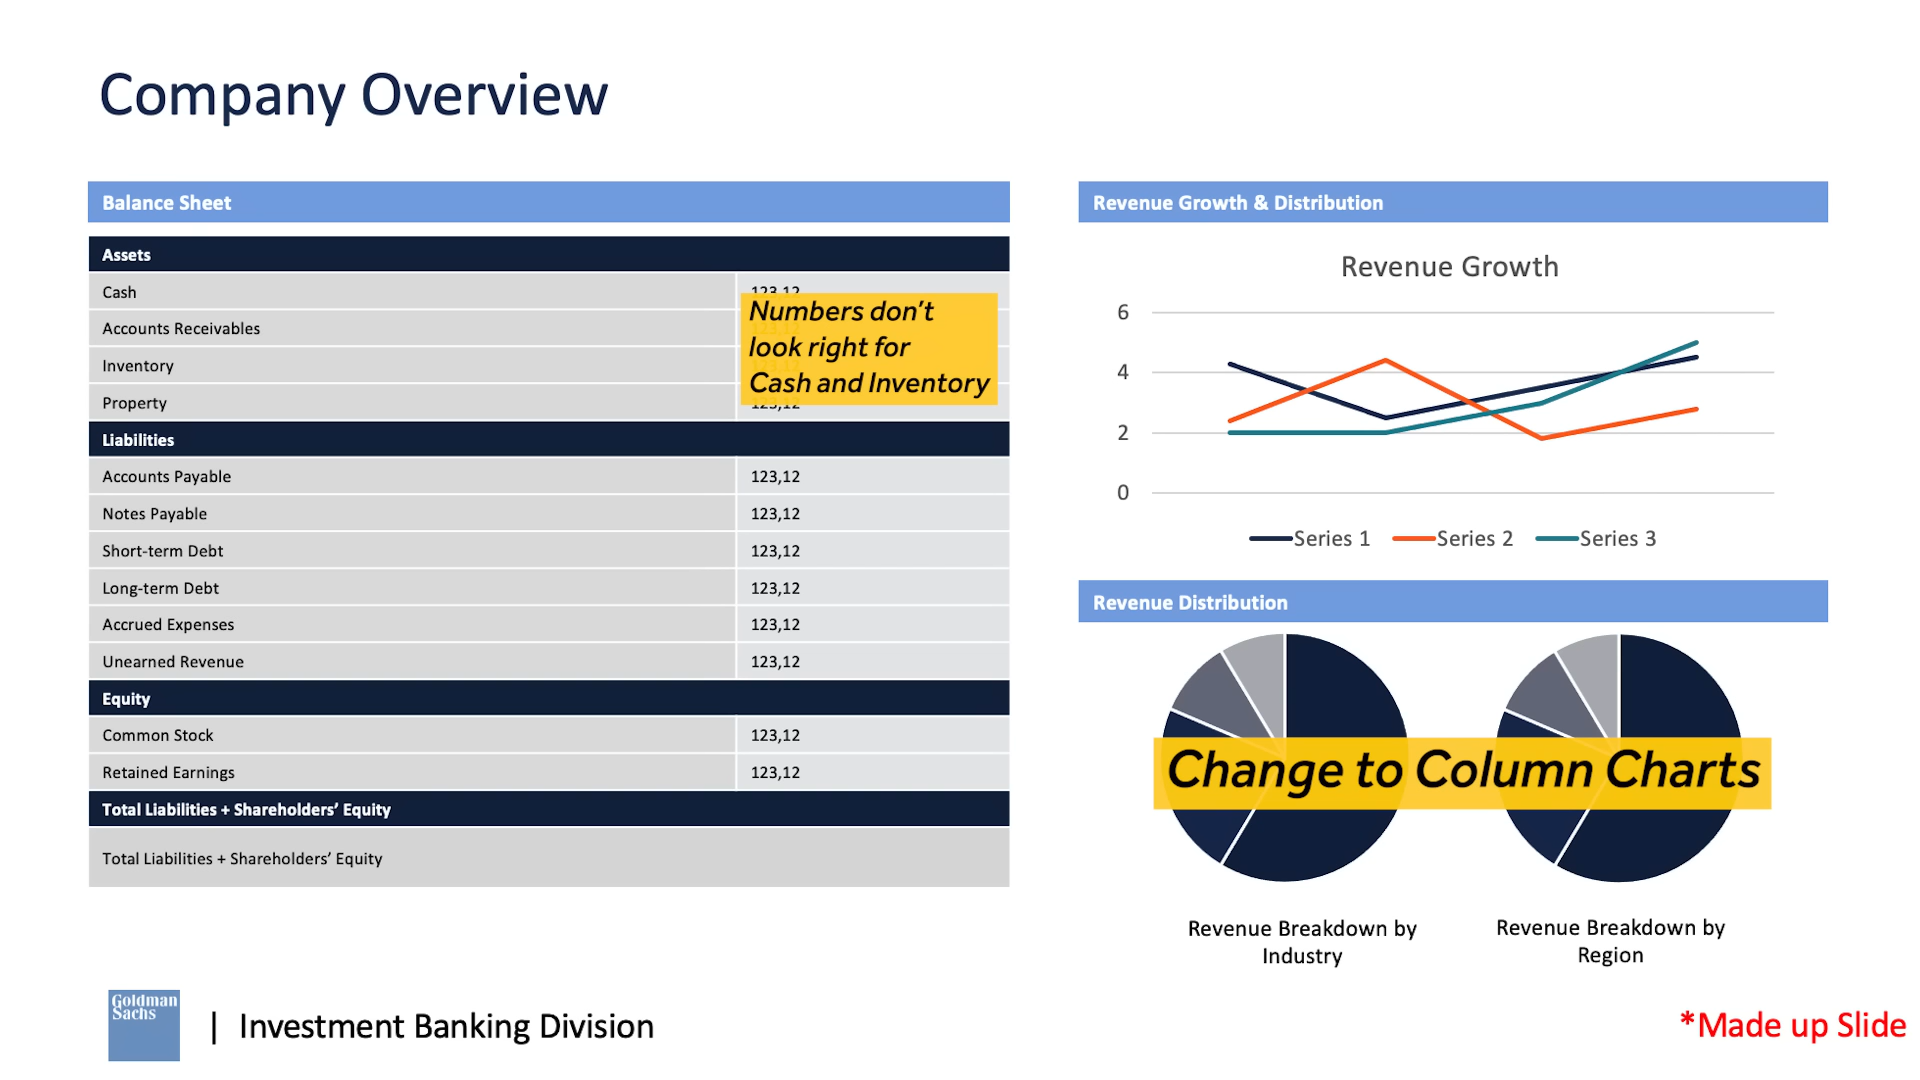 Company Overview
Balance Sheet
Assets
Cash
123,12
Numbers don't
look right for
Cash and Inventory
Accounts Receivables
Inventory
Property
123,12
Liabilities
Accounts Payable 123,12
Notes Payable 123,12
Short-term Debt 123,12
Long-term Debt 123,12
Accrued Expenses 123,12
Unearned Revenue 123,12
Equity
Common Stock 123,12
Retained Earnings 123,12
Total Liabilities + Shareholders’ Equity
Total Liabilities + Shareholders’ Equity
Revenue Growth & Distribution
Revenue Growth
6
4
2
0
Series 1 Series 2 Series 3
Revenue Distribution
Change to Column Charts
Revenue Breakdown by
Industry
Revenue Breakdown by
Region
Goldman
Sachs
| Investment Banking Division
*Made up Slide